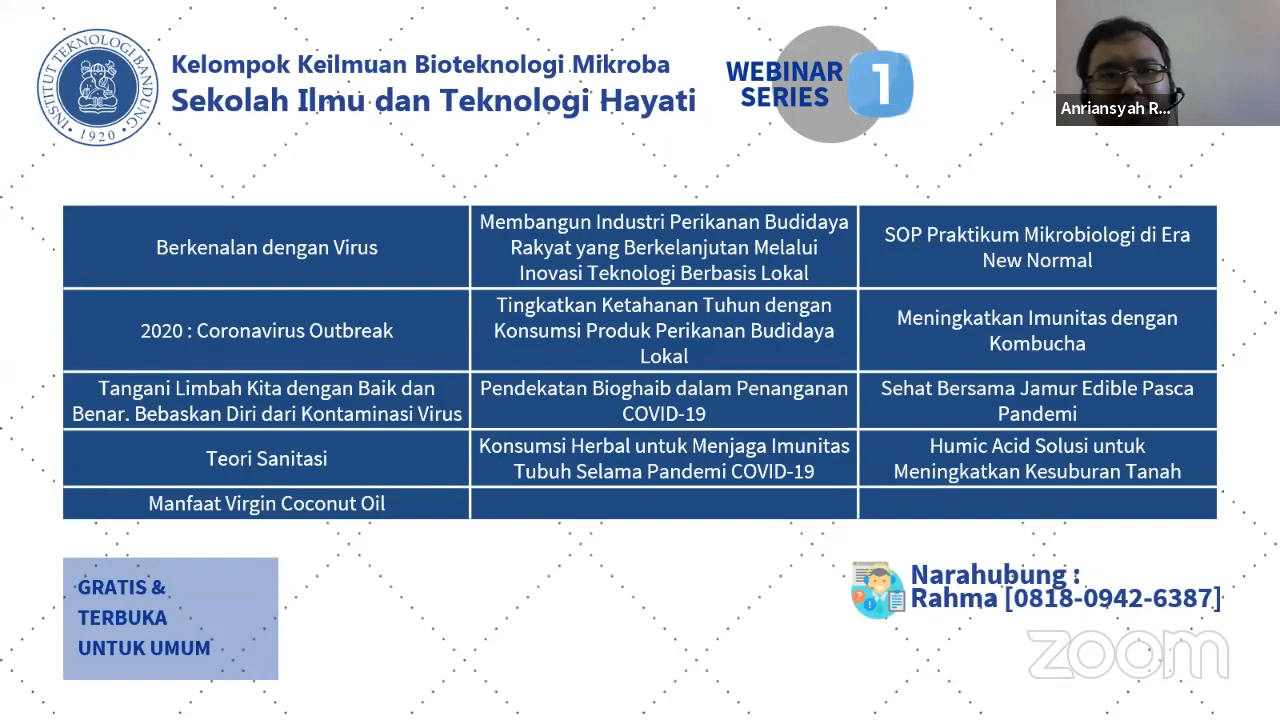 INSTITUT TEKNOLOGI BANDUNG
1920
Kelompok Keilmuan Bioteknologi Mikroba
Sekolah Ilmu dan Teknologi Hayati
WEBINAR
SERIES
1
Anriansyah R...
Berkenalan dengan Virus
Membangun Industri Perikanan Budidaya
Rakyat yang Berkelanjutan Melalui
Inovasi Teknologi Berbasis Lokal
SOP Praktikum Mikrobiologi di Era
New Normal
2020 : Coronavirus Outbreak
Tingkatkan Ketahanan Tuhun dengan
Konsumsi Produk Perikanan Budidaya
Lokal
Meningkatkan Imunitas dengan
Kombucha
Tangani Limbah Kita dengan Baik dan
Benar. Bebaskan Diri dari Kontaminasi Virus
Pendekatan Bioghaib dalam Penanganan
COVID-19
Sehat Bersama Jamur Edible Pasca
Pandemi
Teori Sanitasi
Konsumsi Herbal untuk Menjaga Imunitas
Tubuh Selama Pandemi COVID-19
Humic Acid Solusi untuk
Meningkatkan Kesuburan Tanah
Manfaat Virgin Coconut Oil
GRATIS &
TERBUKA
UNTUK UMUM
Narahubung :
Rahma [0818-0942-6387]
zoom